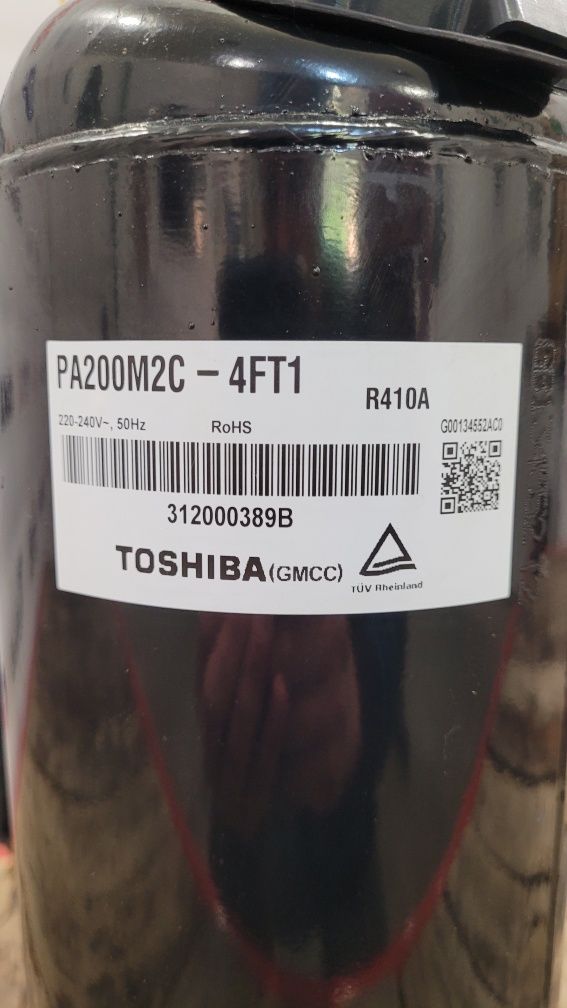 PA200M2C - 4FT1
R410A
220-240V~, 50Hz
RoHS
G00134552AC0
312000389B
TOSHIBA(GMCC)
TÜV Rheinland